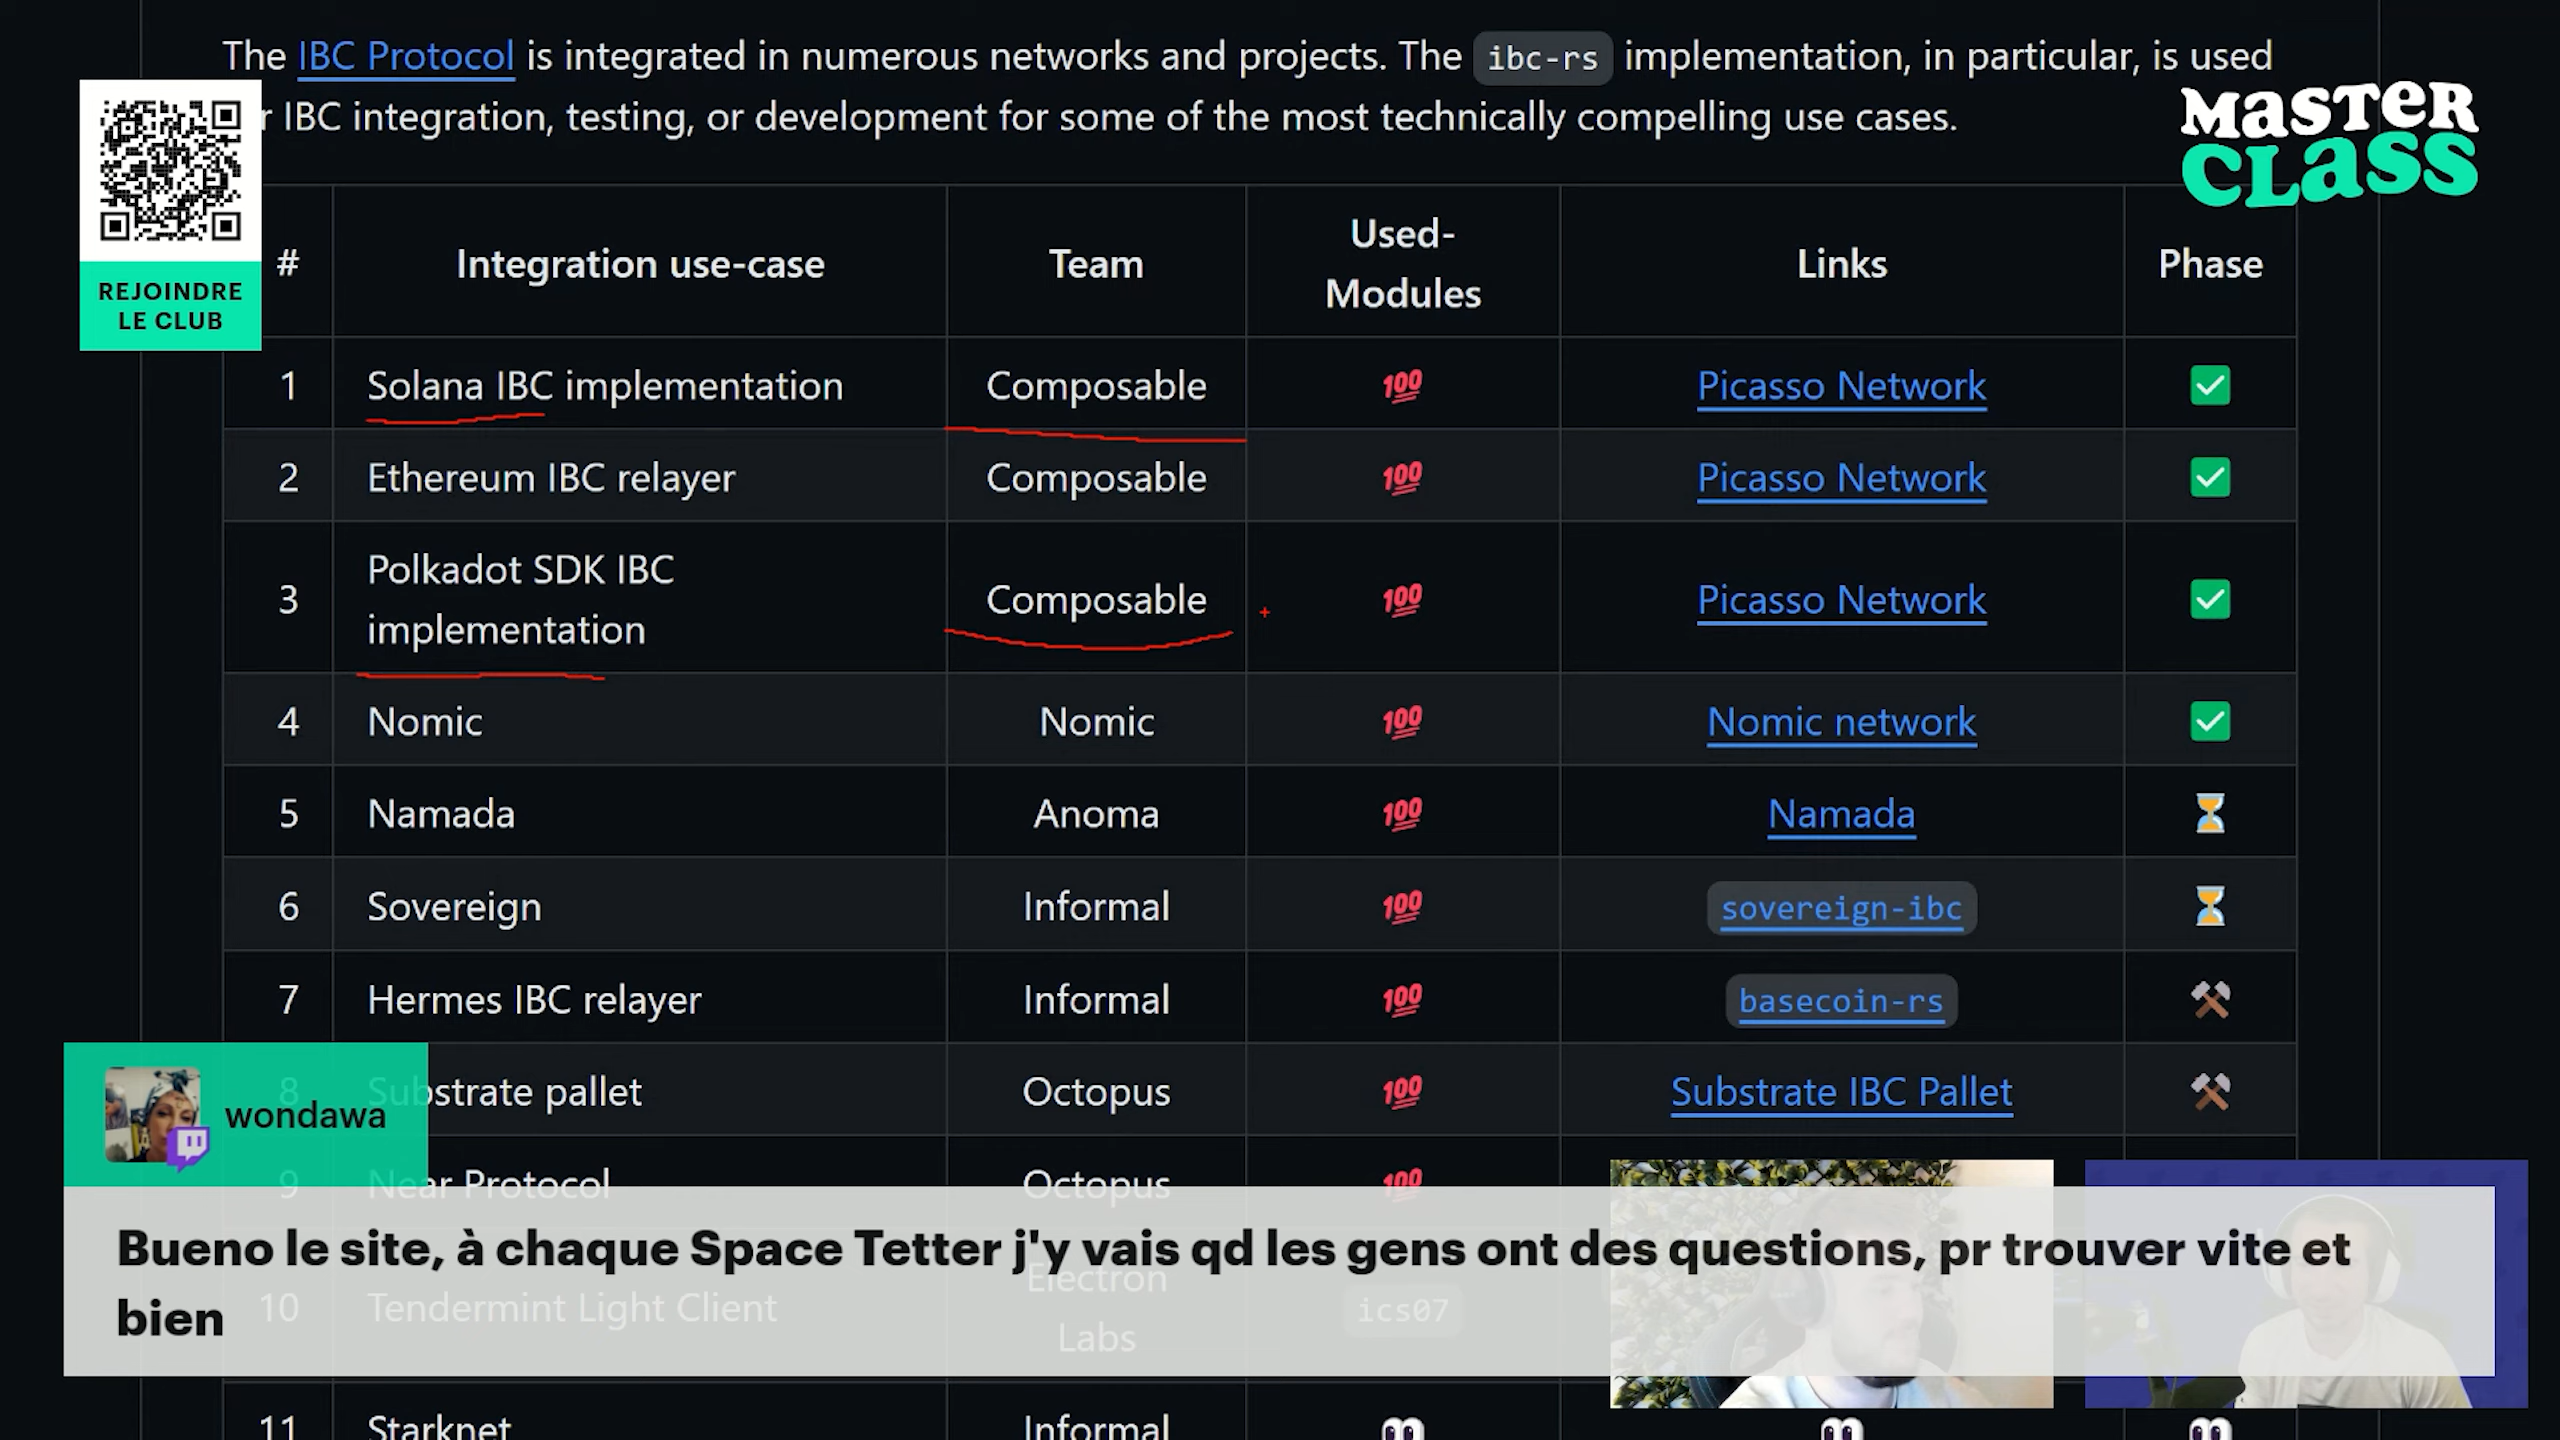 The IBC Protocol is integrated in numerous networks and projects. The ibc-rs implementation, in particular, is used
r IBC integration, testing, or development for some of the most technically compelling use cases.
MASTER
CLASS
REJOINDRE
LE CLUB
# Integration use-case Team Used-Modules Links Phase
1 Solana IBC implementation Composable 💯 Picasso Network ✅
2 Ethereum IBC relayer Composable 💯 Picasso Network ✅
3 Polkadot SDK IBC implementation Composable 💯 Picasso Network ✅
4 Nomic Nomic 💯 Nomic network ✅
5 Namada Anoma 💯 Namada ⏳
6 Sovereign Informal 💯 sovereign-ibc ⏳
7 Hermes IBC relayer Informal 💯 basecoin-rs ⚒
8 Substrate pallet Octopus 💯 Substrate IBC Pallet ⚒
wondawa
9 Near Protocol Octopus 💯
Bueno le site, à chaque Space Tetter j'y vais qd les gens ont des questions, pr trouver vite et
bien
10 Tendermint Light Client Electron Labs ics07
11 Starknet Informal 👀 👀 👀